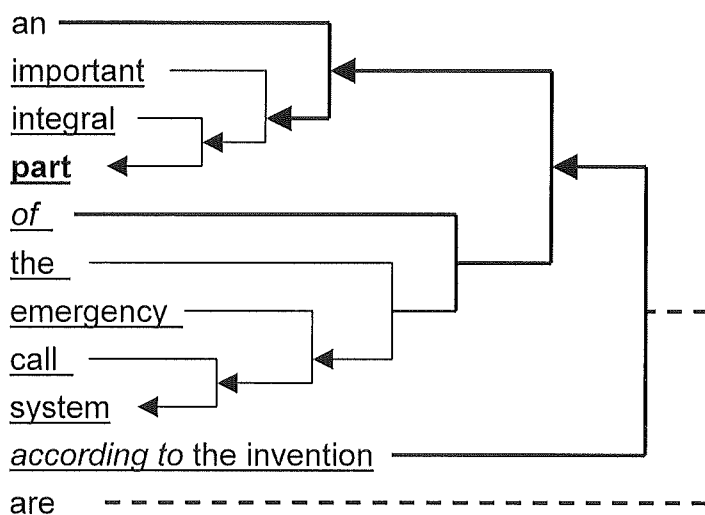 an
important
integral
part
of
the
emergency
call
system
according to the invention
are